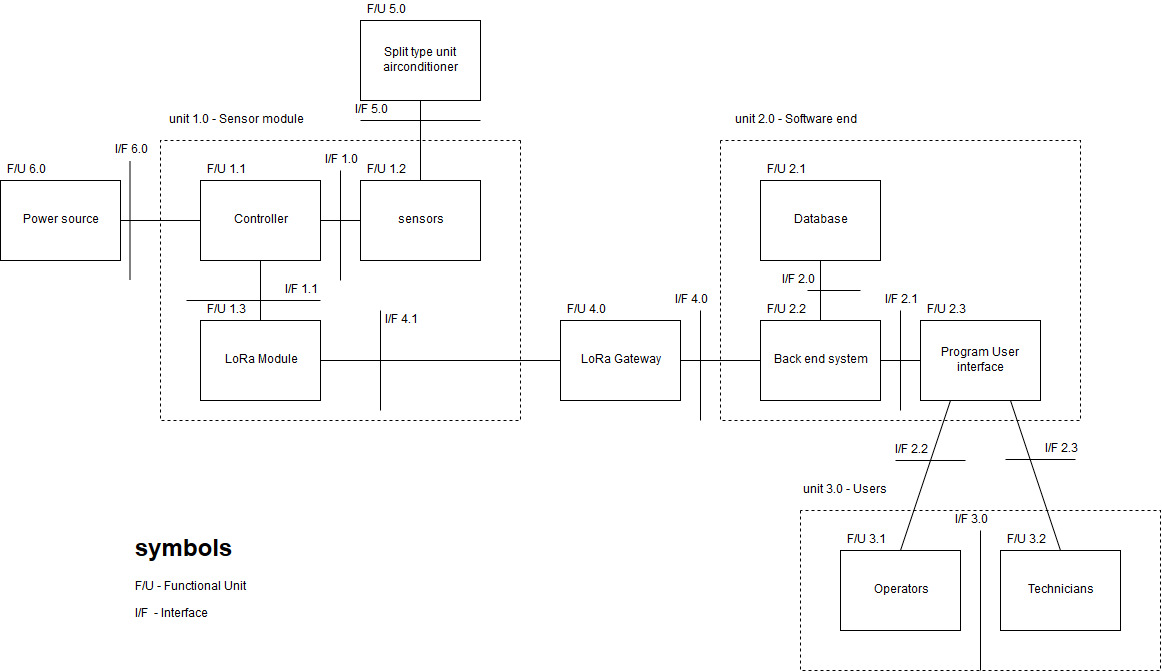 F/U 5.0
Split type unit
airconditioner
I/F 5.0
unit 1.0 - Sensor module
unit 2.0 - Software end
I/F 6.0
I/F 1.0
F/U 6.0
F/U 1.1
F/U 1.2
F/U 2.1
Power source
Controller
sensors
Database
I/F 1.1
I/F 2.0
F/U 1.3
I/F 4.1
F/U 4.0
I/F 4.0
F/U 2.2
I/F 2.1
F/U 2.3
LoRa Module
LoRa Gateway
Back end system
Program User
interface
I/F 2.2
I/F 2.3
unit 3.0 - Users
I/F 3.0
F/U 3.1
F/U 3.2
Operators
Technicians
symbols
F/U - Functional Unit
I/F  - Interface